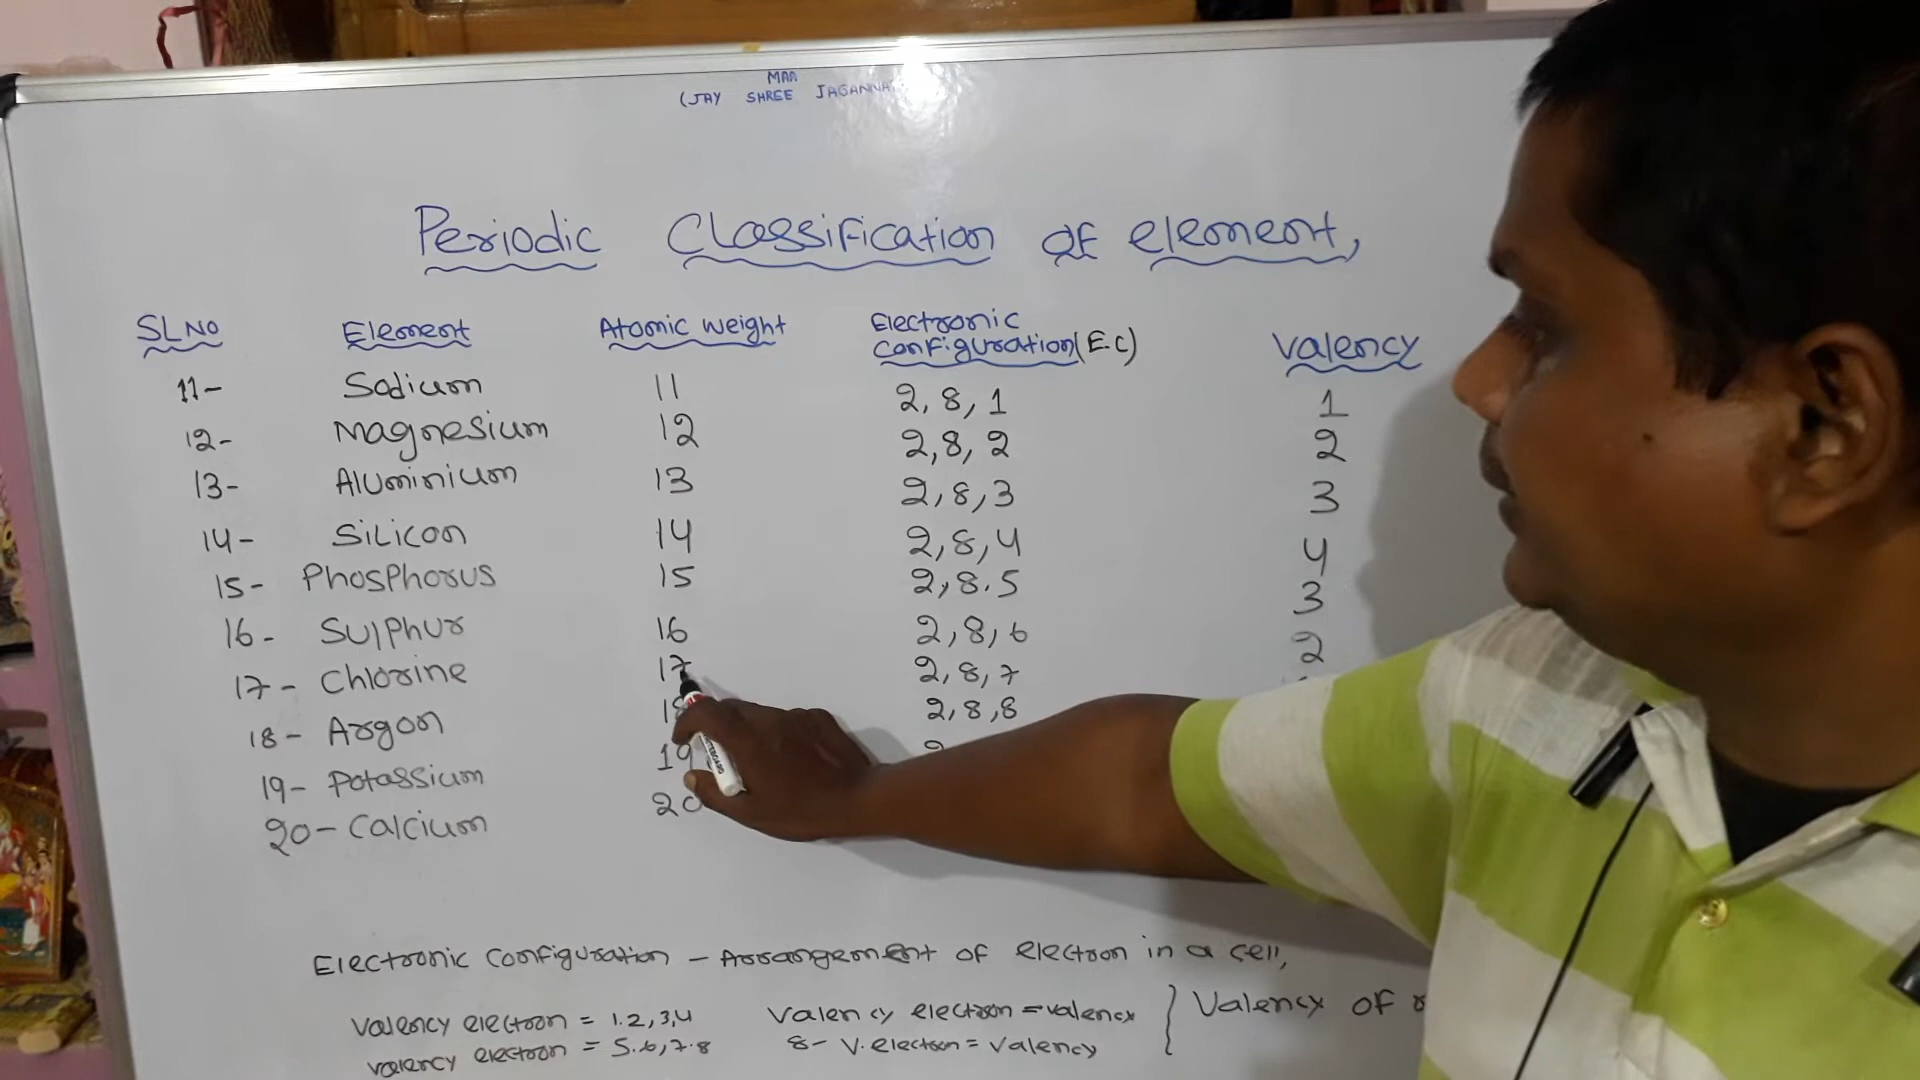 MAA
(JAY SHREE JAGANNA
Periodic Classification of element,
SL No Element Atomic weight Electronic Configuration (E.C) Valency
11- Sodium 11 2, 8, 1 1
12- Magnesium 12 2, 8, 2 2
13- Aluminium 13 2, 8, 3 3
14- Silicon 14 2, 8, 4 4
15- Phosphorus 15 2, 8. 5 3
16- Sulphur 16 2, 8, 6 2
17- Chlorine 17 2, 8, 7
18- Argon 18 2, 8, 8
19- Potassium 19
20- Calcium 20
Electronic Configuration - Arrangement of electron in a cell,
Valency electron = 1.2, 3, 4 Valency electron = valency } Valency of
valency electron = 5.6, 7.8 8- V. electron = Valency